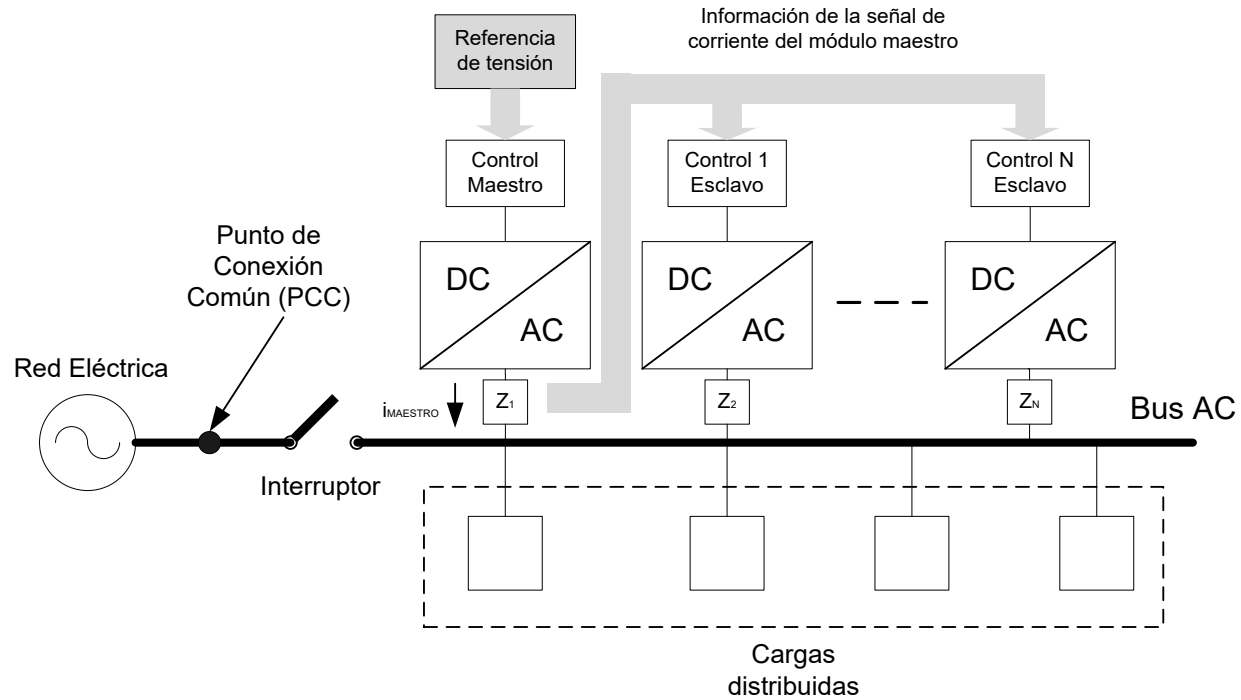 Información de la señal de
corriente del módulo maestro
Referencia
de tensión
Control
Maestro
Control 1
Esclavo
Control N
Esclavo
Punto de
Conexión
Común (PCC)
DC
AC
DC
AC
DC
AC
Red Eléctrica
iMAESTRO
Z1
Z2
ZN
Bus AC
Interruptor
Cargas
distribuidas